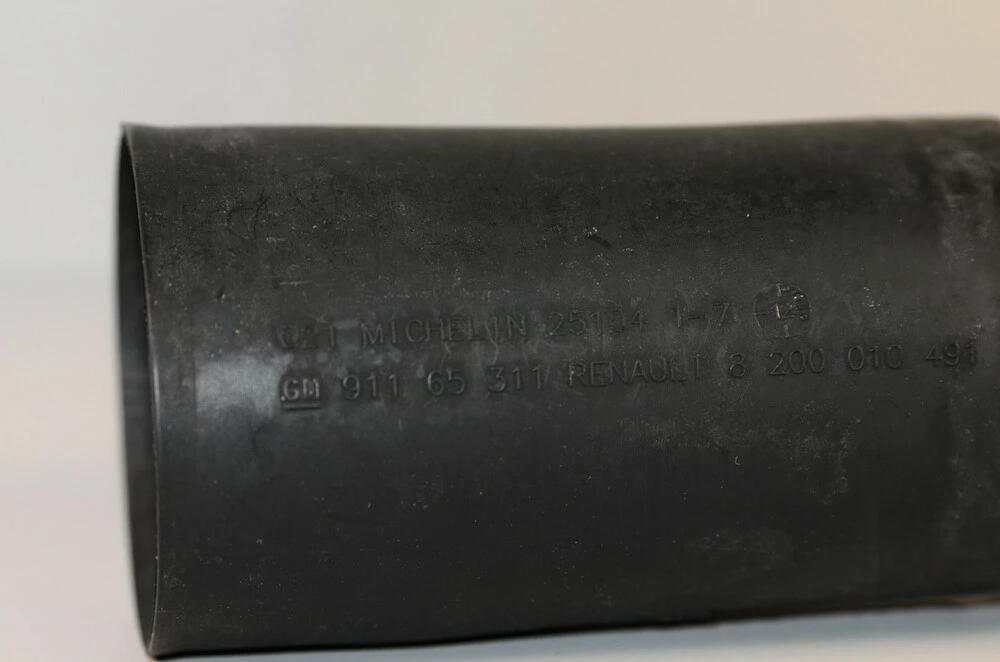 MICHELIN 25104 1-7
GM 911 65 311 RENAULT 8 200 010 491